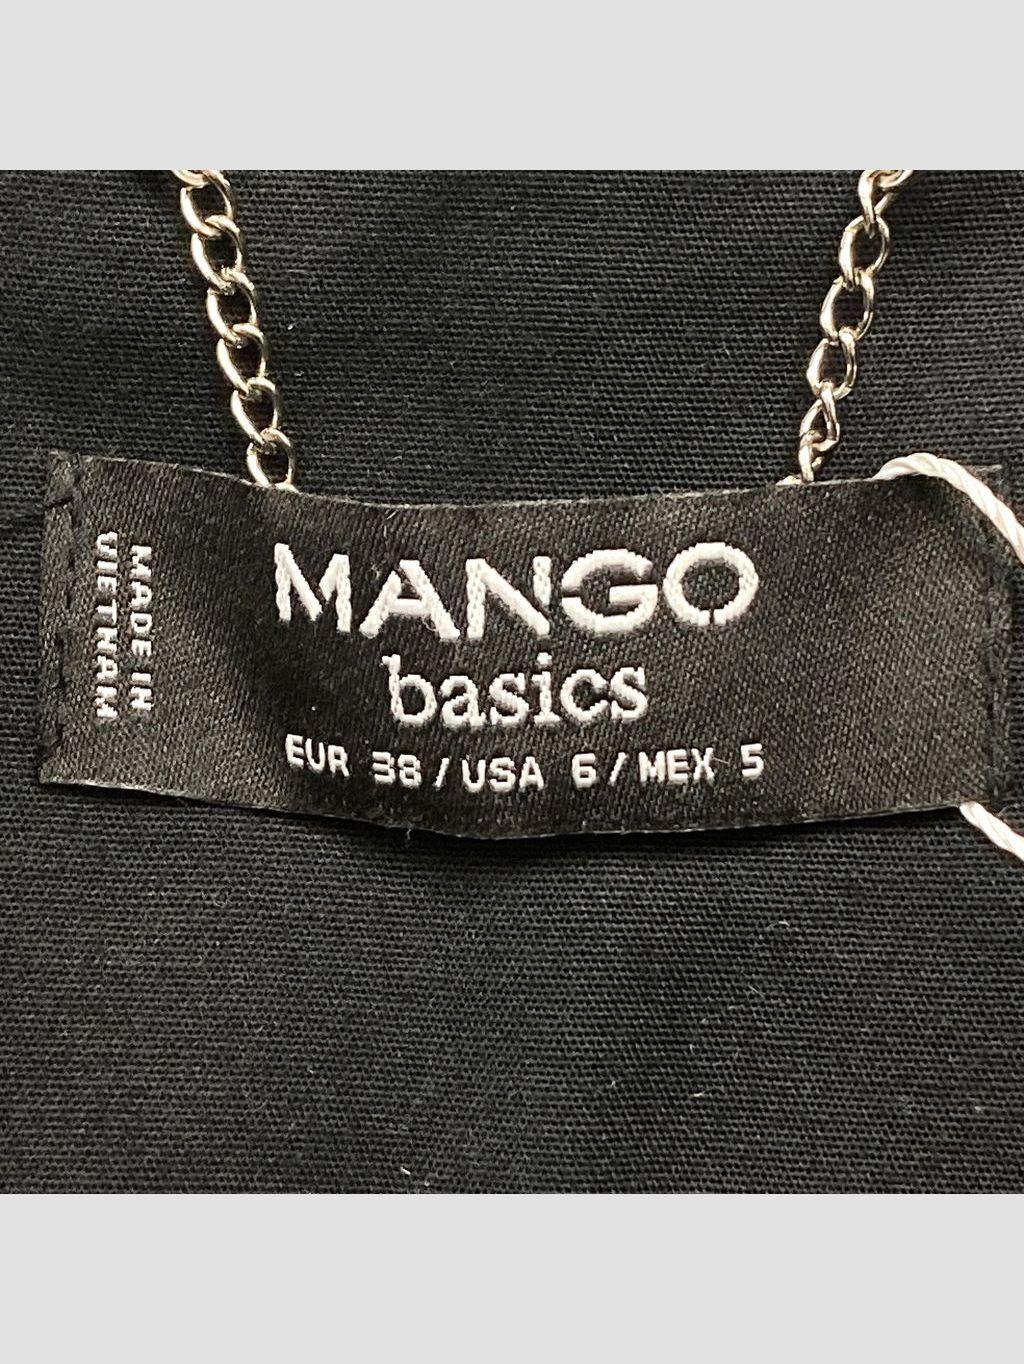 MANGO
basics
EUR 38 / USA 6 / MEX 5
MADE IN
VIETNAM